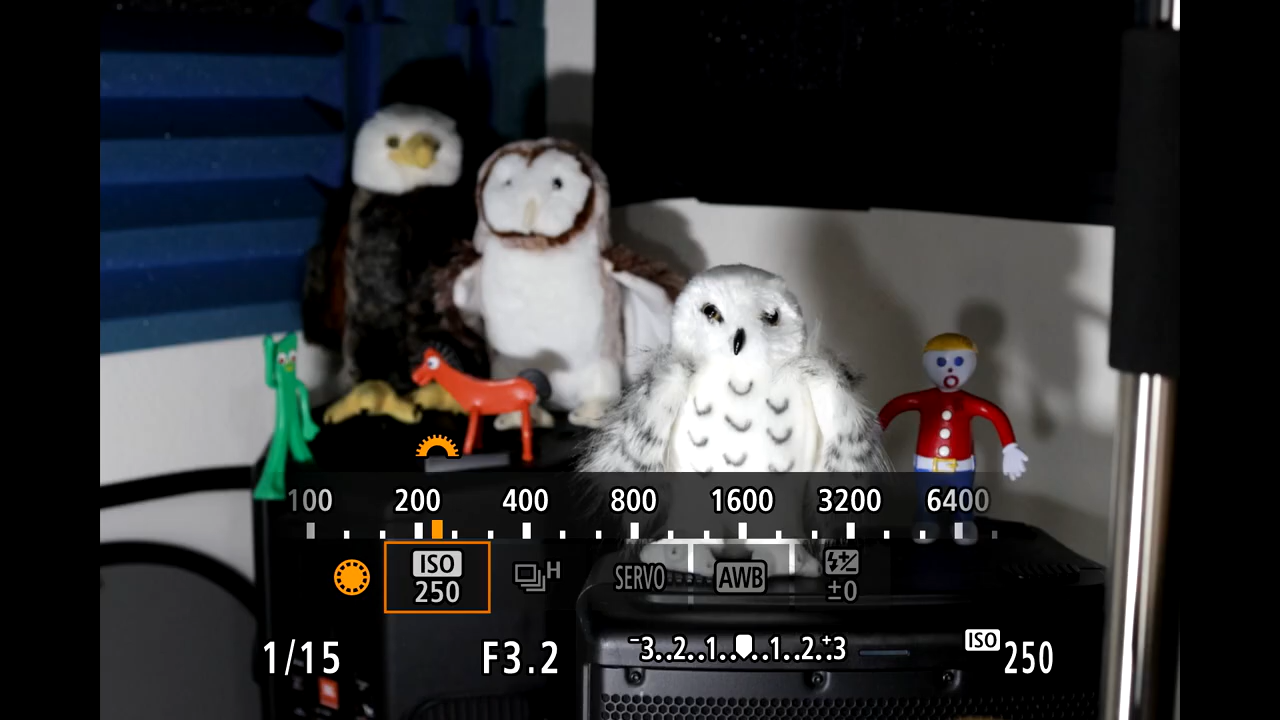 100 200 400 800 1600 3200 6400
ISO
250
H
SERVO
AWB
±0
1/15 F3.2 -3..2..1..0..1..2.+3 ISO 250